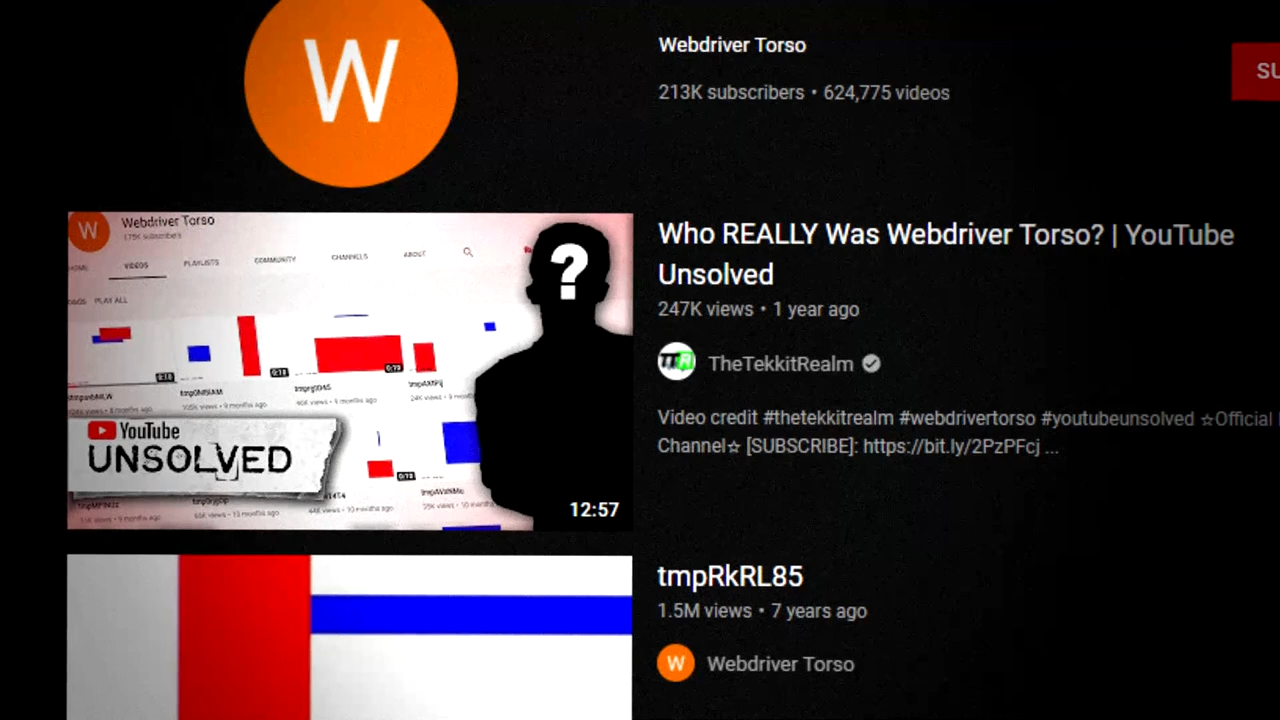 W
Webdriver Torso
213K subscribers • 624,775 videos
SU
W
Webdriver Torso
VIDEOS
PLAYLISTS
COMMUNITY
CHANNELS
ABOUT
PLAY ALL
?
YouTube
UNSOLVED
12:57
Who REALLY Was Webdriver Torso? | YouTube
Unsolved
247K views • 1 year ago
TheTekkitRealm
Video credit #thetekkitrealm #webdrivertorso #youtubeunsolved ☆Official
Channel☆ [SUBSCRIBE]: https://bit.ly/2PzPFcj ...
tmpRkRL85
1.5M views • 7 years ago
W
Webdriver Torso